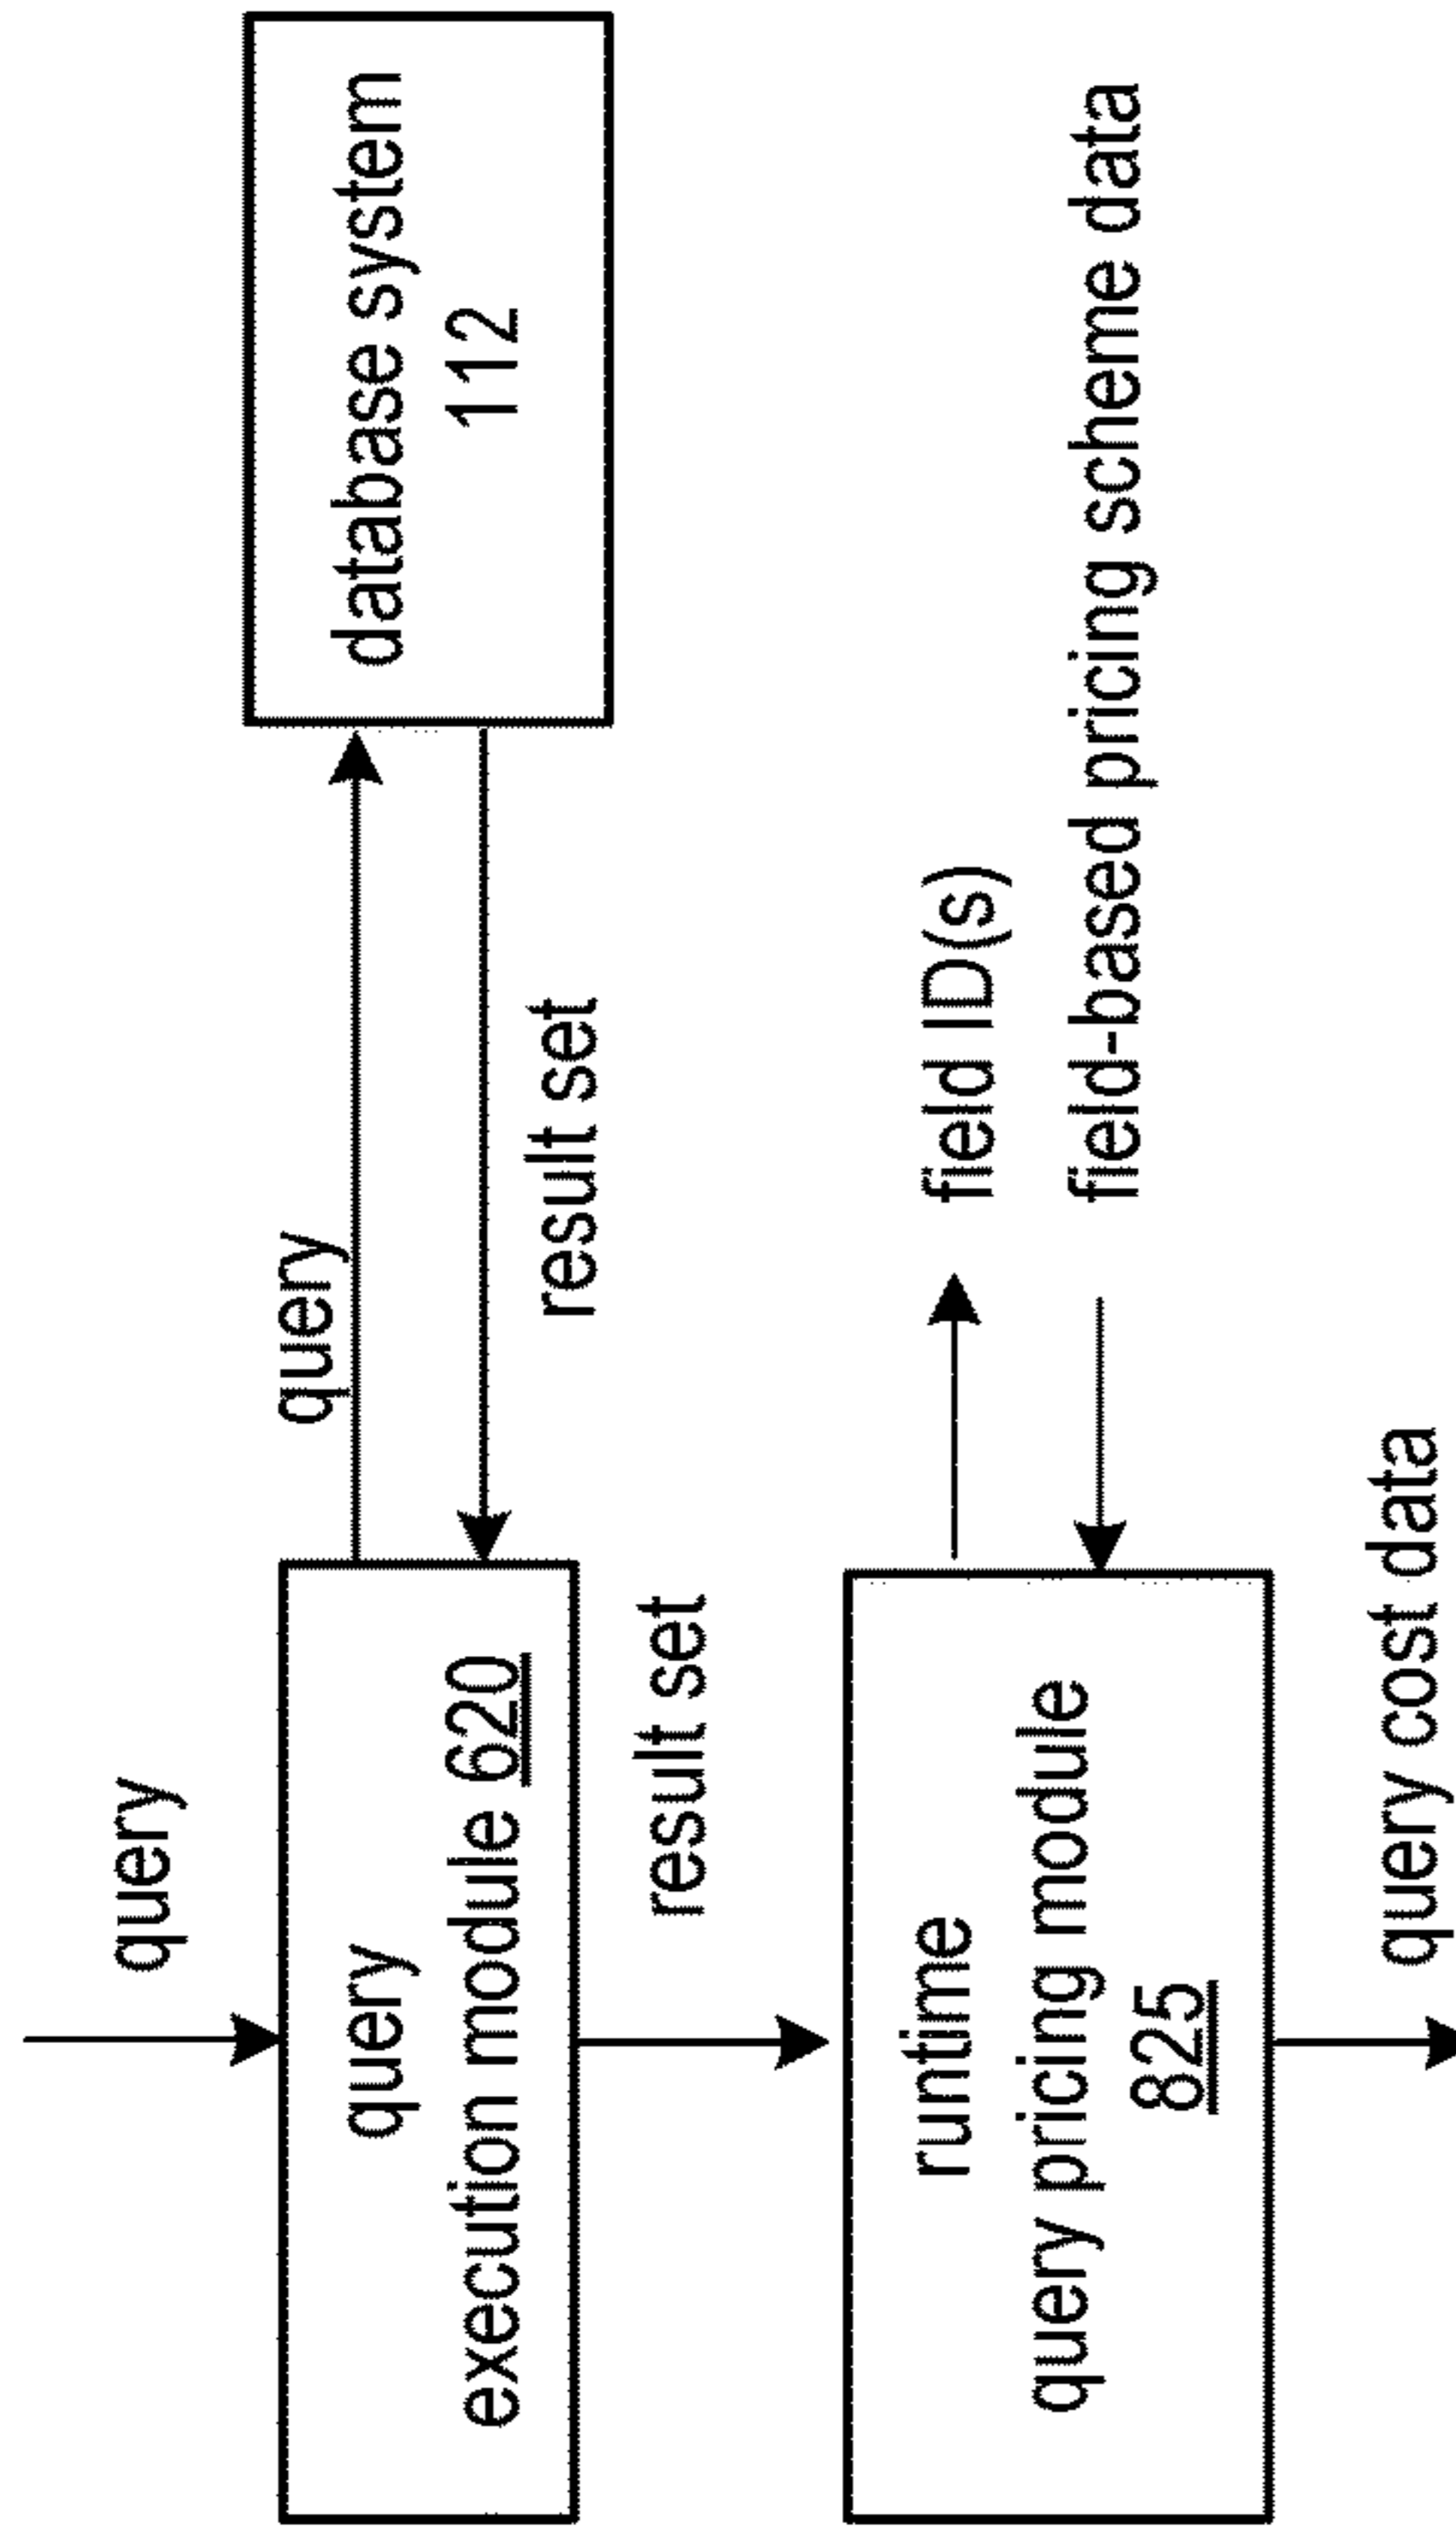 query
query
execution module 620
query
database system
112
result set
result set
runtime
query pricing module
825
field ID(s)
field-based pricing scheme data
query cost data